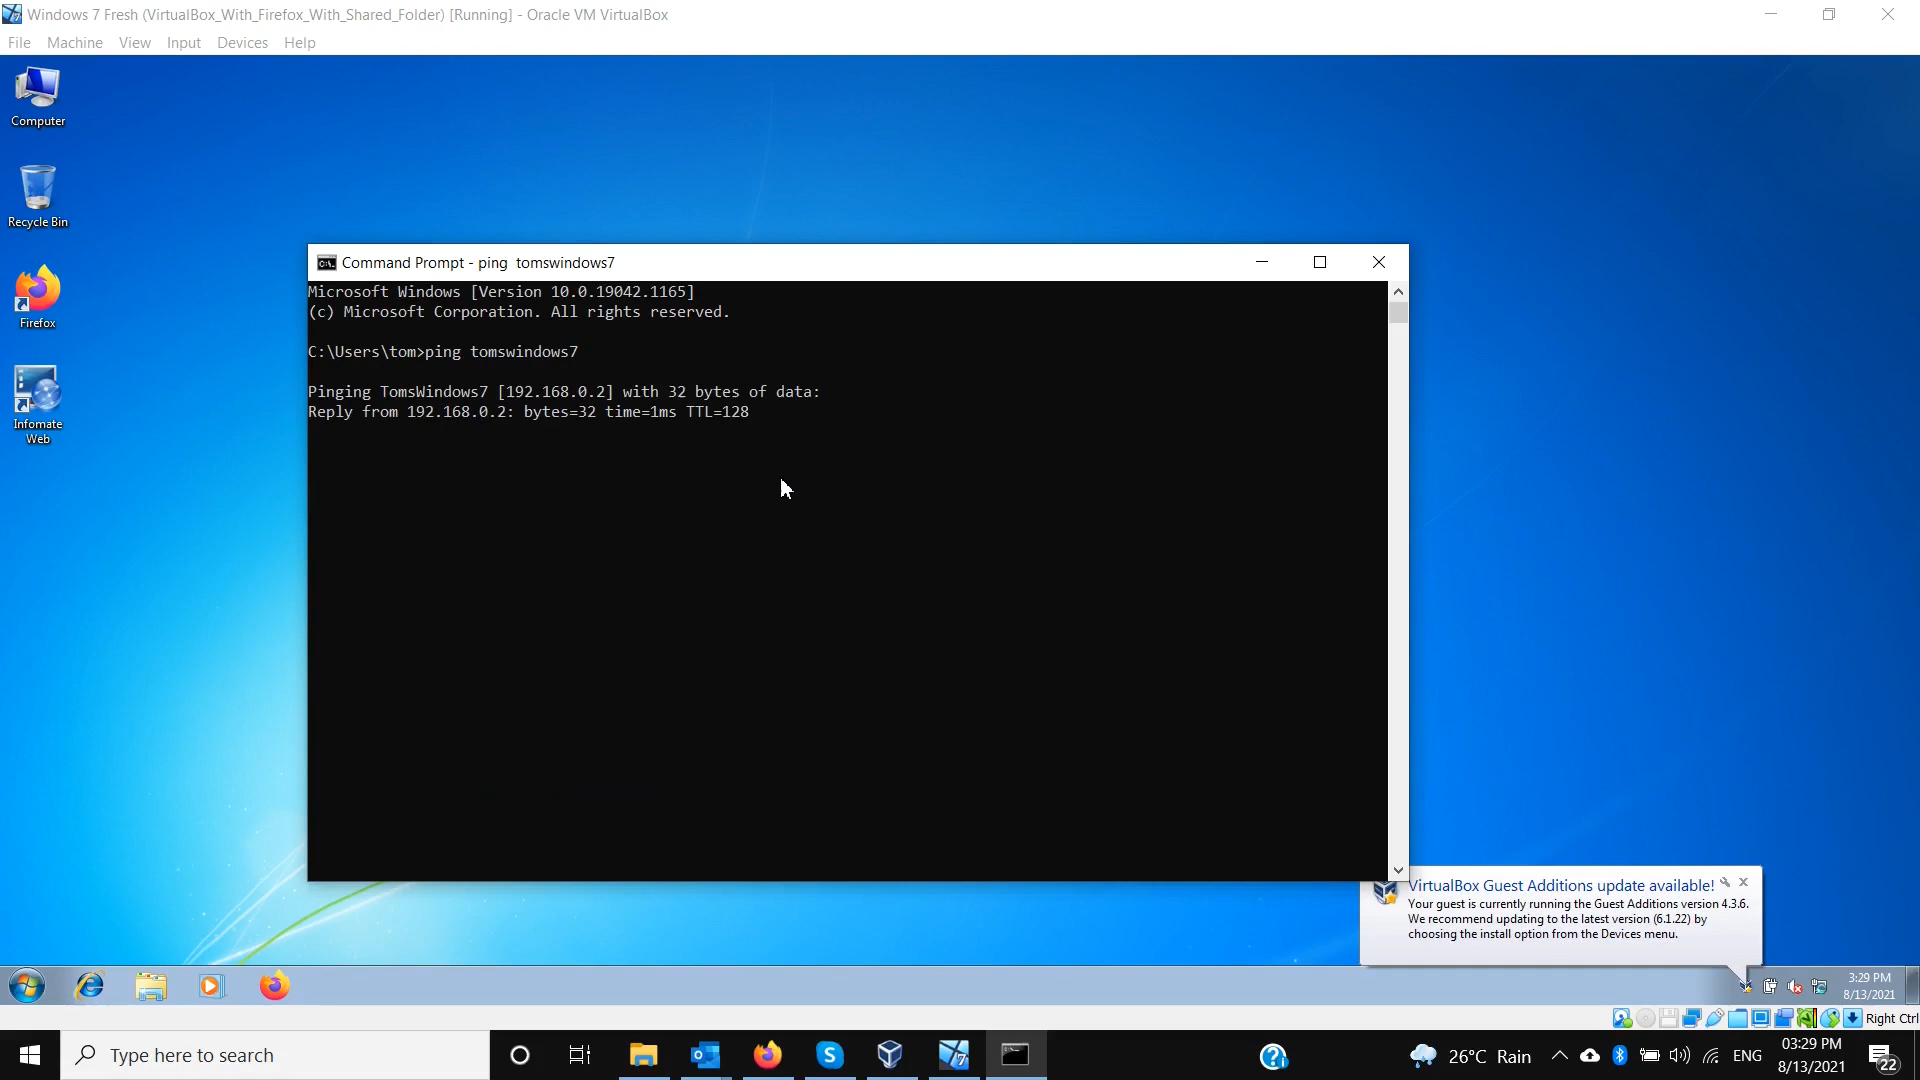 Windows 7 Fresh (VirtualBox_With_Firefox_With_Shared_Folder) [Running] - Oracle VM VirtualBox
File Machine View Input Devices Help
Computer
Recycle Bin
Firefox
Infomate
Web
Command Prompt - ping  tomswindows7
Microsoft Windows [Version 10.0.19042.1165]
(c) Microsoft Corporation. All rights reserved.
C:\Users\tom>ping tomswindows7
Pinging TomsWindows7 [192.168.0.2] with 32 bytes of data:
Reply from 192.168.0.2: bytes=32 time=1ms TTL=128
VirtualBox Guest Additions update available!
Your guest is currently running the Guest Additions version 4.3.6.
We recommend updating to the latest version (6.1.22) by
choosing the install option from the Devices menu.
3:29 PM
8/13/2021
Right Ctrl
Type here to search
26°C Rain
ENG
03:29 PM
8/13/2021
22